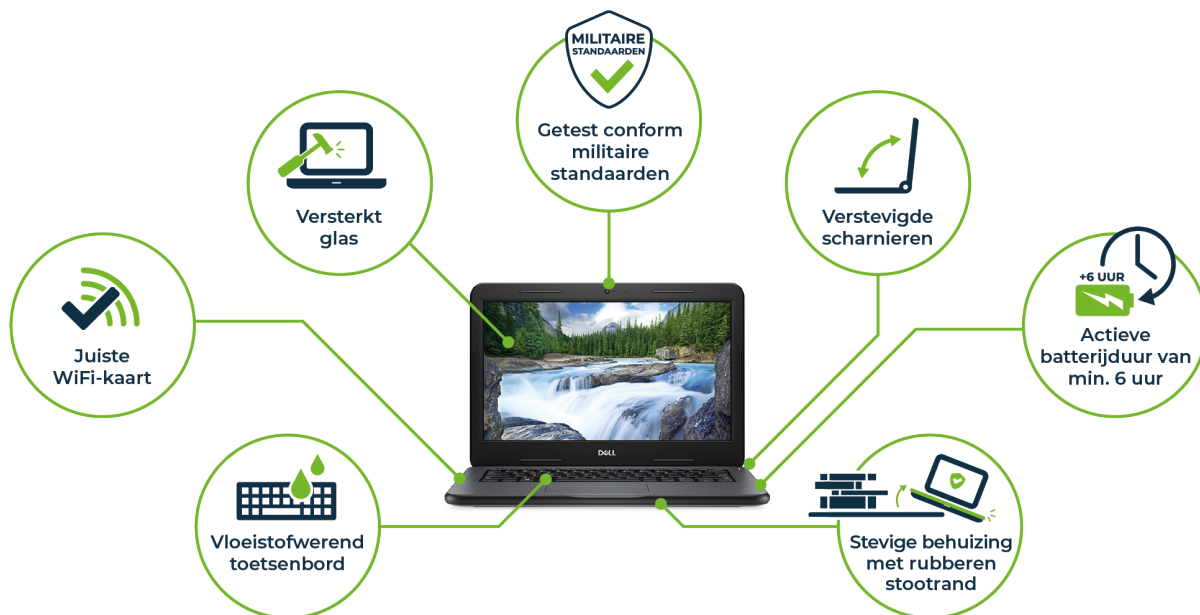 MILITAIRE
STANDAARDEN
Getest conform
militaire
standaarden
Versterkt
glas
Verstevigde
scharnieren
Juiste
WiFi-kaart
+6 UUR
Actieve
batterijduur van
min. 6 uur
DELL
Vloeistofwerend
toetsenbord
Stevige behuizing
met rubberen
stootrand